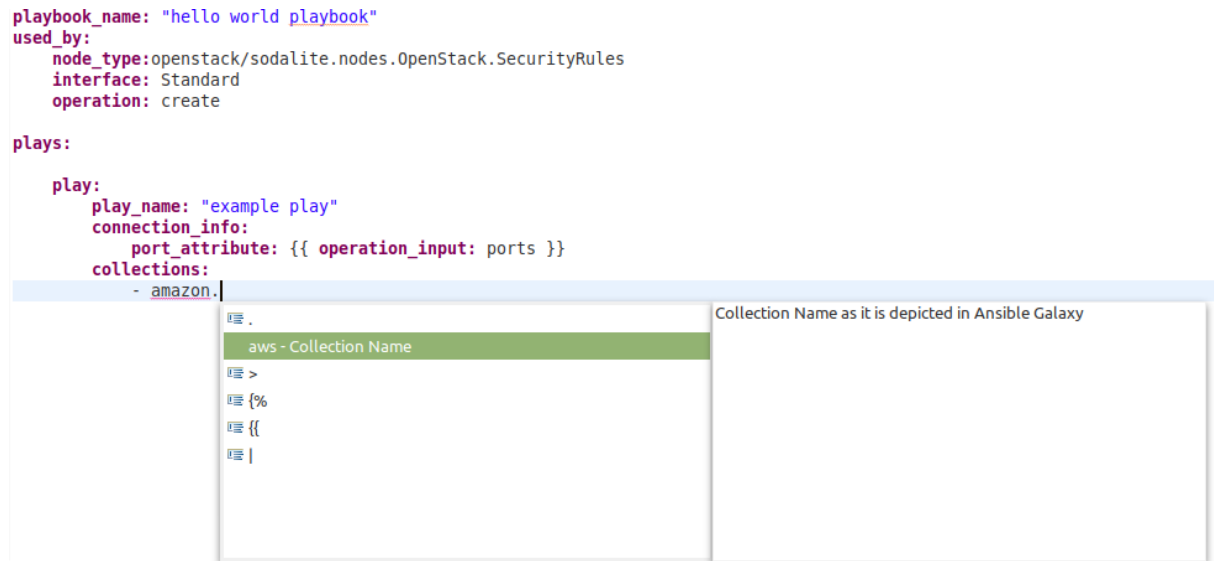 playbook_name: "hello world playbook"
used_by:
    node_type:openstack/sodalite.nodes.OpenStack.SecurityRules
    interface: Standard
    operation: create
plays:
    play:
        play_name: "example play"
        connection_info:
            port_attribute: {{ operation_input: ports }}
        collections:
            - amazon.
.
Collection Name as it is depicted in Ansible Galaxy
aws - Collection Name
>
{%
{{
|